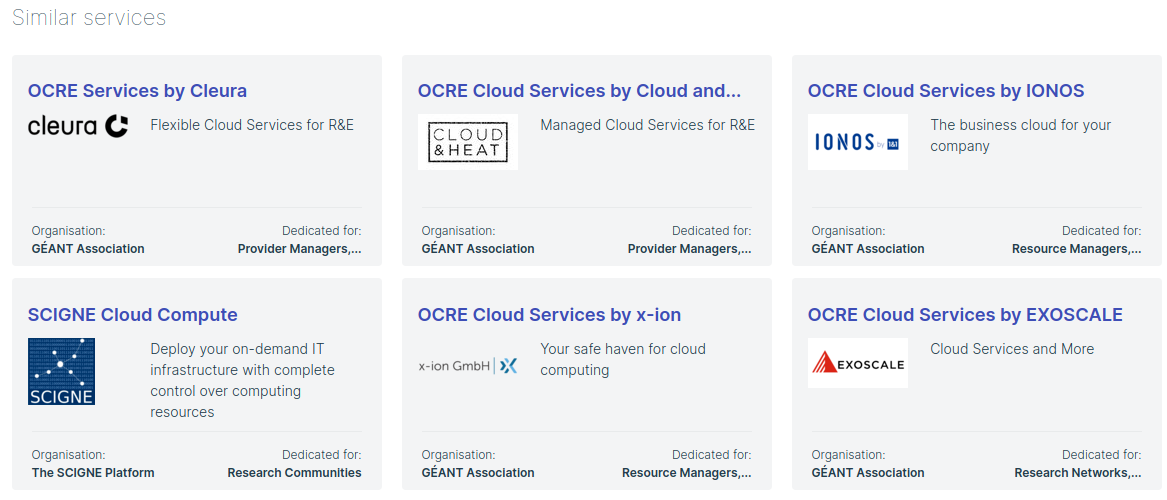 Similar services
OCRE Services by Cleura
cleura
Flexible Cloud Services for R&E
Organisation:
Dedicated for:
GÉANT Association
Provider Managers,...
OCRE Cloud Services by Cloud and...
CLOUD
&HEAT
Managed Cloud Services for R&E
Organisation:
Dedicated for:
GÉANT Association
Provider Managers,...
OCRE Cloud Services by IONOS
IONOS by 1&1
The business cloud for your
company
Organisation:
Dedicated for:
GÉANT Association
Resource Managers,...
SCIGNE Cloud Compute
SCIGNE
Deploy your on-demand IT
infrastructure with complete
control over computing
resources
Organisation:
Dedicated for:
The SCIGNE Platform
Research Communities
OCRE Cloud Services by x-ion
x-ion GmbH
Your safe haven for cloud
computing
Organisation:
Dedicated for:
GÉANT Association
Resource Managers,...
OCRE Cloud Services by EXOSCALE
EXOSCALE
Cloud Services and More
Organisation:
Dedicated for:
GÉANT Association
Research Networks,...